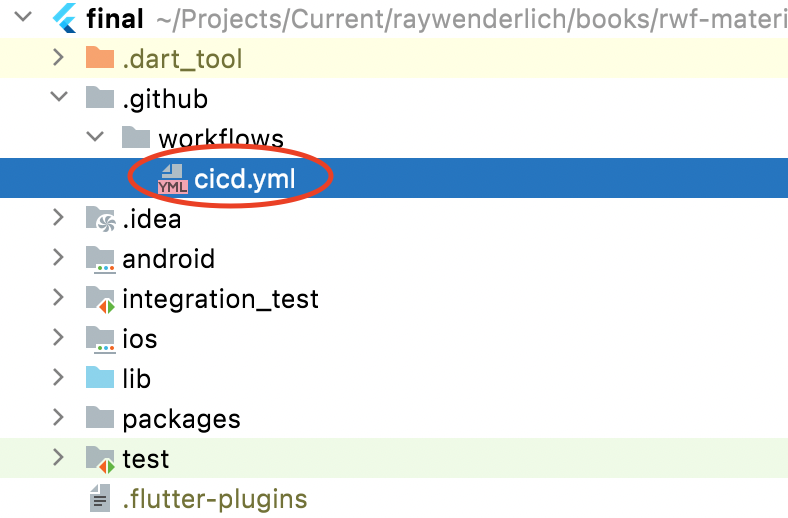 final ~/Projects/Current/raywenderlich/books/rwf-materi
.dart_tool
.github
workflows
YML cicd.yml
.idea
android
integration_test
ios
lib
packages
test
.flutter-plugins